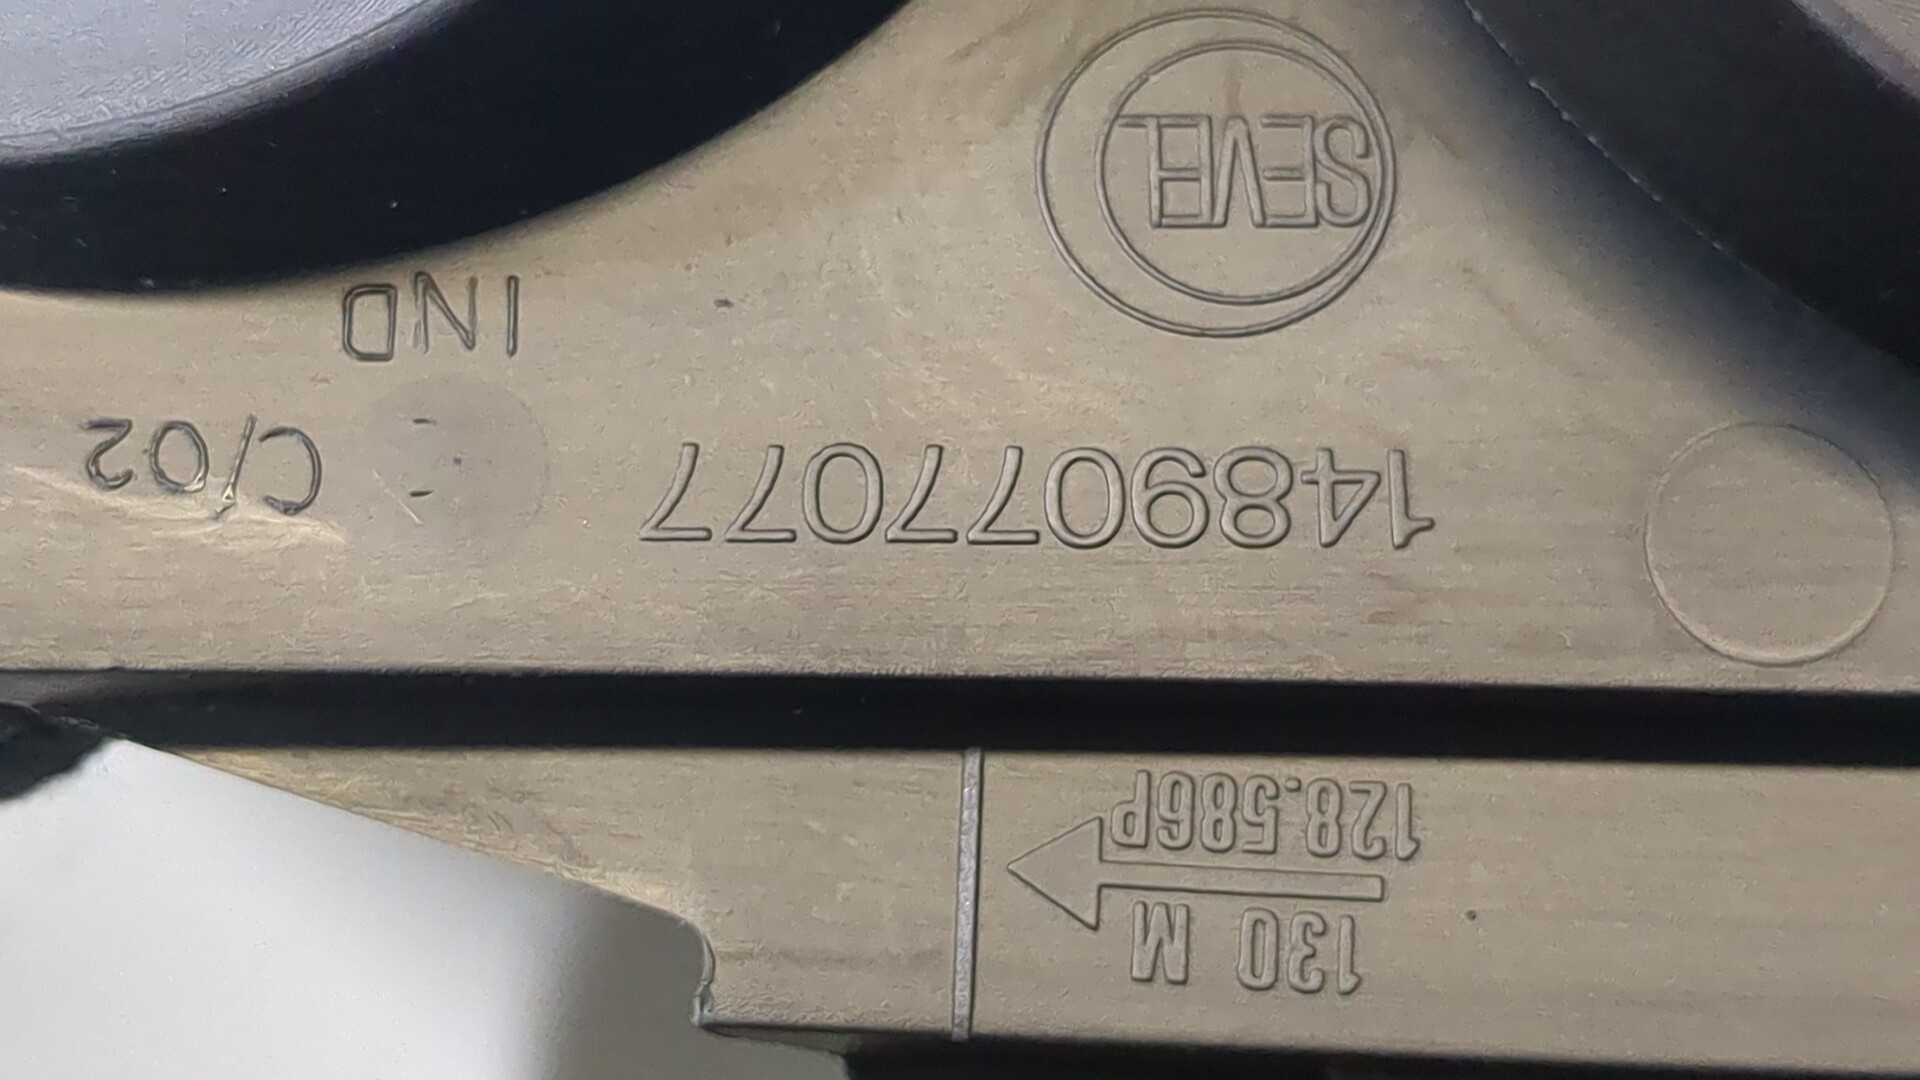 130 M
128.586P
1489077077
C/02
IND
SEVEL